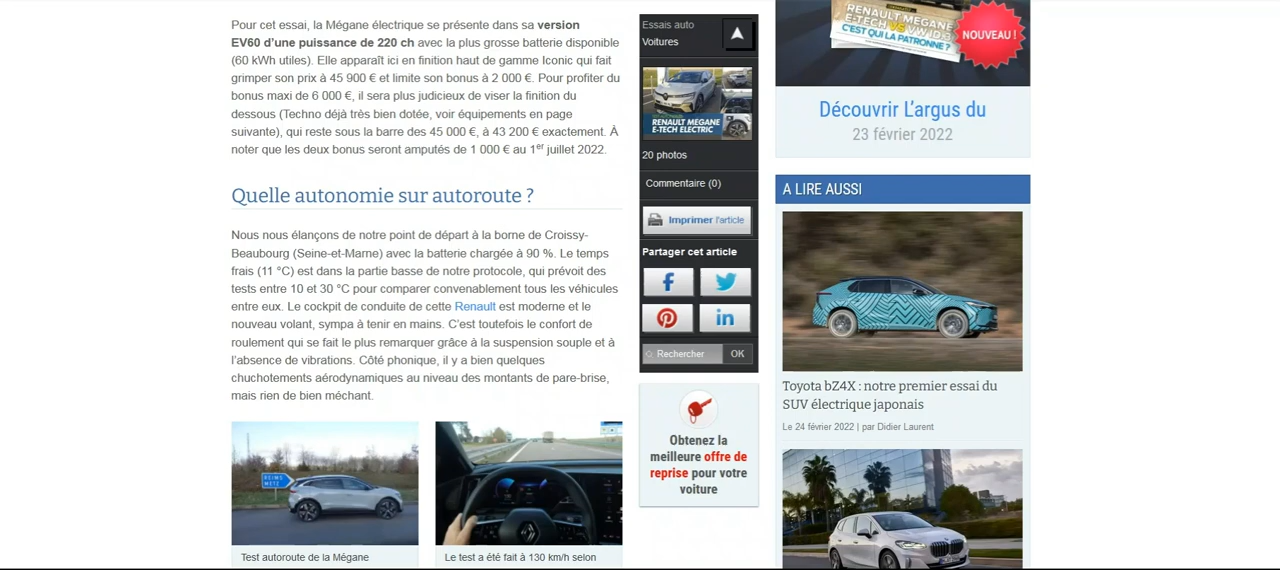 Pour cet essai, la Mégane électrique se présente dans sa version
EV60 d'une puissance de 220 ch avec la plus grosse batterie disponible
(60 kWh utiles). Elle apparaît ici en finition haut de gamme Iconic qui fait
grimper son prix à 45 900 € et limite son bonus à 2 000 €. Pour profiter du
bonus maxi de 6 000 €, il sera plus judicieux de viser la finition du
dessous (Techno déjà très bien dotée, voir équipements en page
suivante), qui reste sous la barre des 45 000 €, à 43 200 € exactement. À
noter que les deux bonus seront amputés de 1 000 € au 1er juillet 2022.
Quelle autonomie sur autoroute ?
Nous nous élançons de notre point de départ à la borne de Croissy-
Beaubourg (Seine-et-Marne) avec la batterie chargée à 90 %. Le temps
frais (11 °C) est dans la partie basse de notre protocole, qui prévoit des
tests entre 10 et 30 °C pour comparer convenablement tous les véhicules
entre eux. Le cockpit de conduite de cette Renault est moderne et le
nouveau volant, sympa à tenir en mains. C'est toutefois le confort de
roulement qui se fait le plus remarquer grâce à la suspension souple et à
l'absence de vibrations. Côté phonique, il y a bien quelques
chuchotements aérodynamiques au niveau des montants de pare-brise,
mais rien de bien méchant.
REIMS
METZ
Test autoroute de la Mégane
Le test a été fait à 130 km/h selon
Essais auto
Voitures
RENAULT MEGANE
E-TECH ELECTRIC
20 photos
Commentaire (0)
Imprimer l'article
Partager cet article
Rechercher
OK
Obtenez la
meilleure offre de
reprise pour votre
voiture
RENAULT MEGANE
E-TECH VS VW ID.3
C'EST QUI LA PATRONNE ?
NOUVEAU !
Découvrir L'argus du
23 février 2022
A LIRE AUSSI
Toyota bZ4X : notre premier essai du
SUV électrique japonais
Le 24 février 2022 | par Didier Laurent